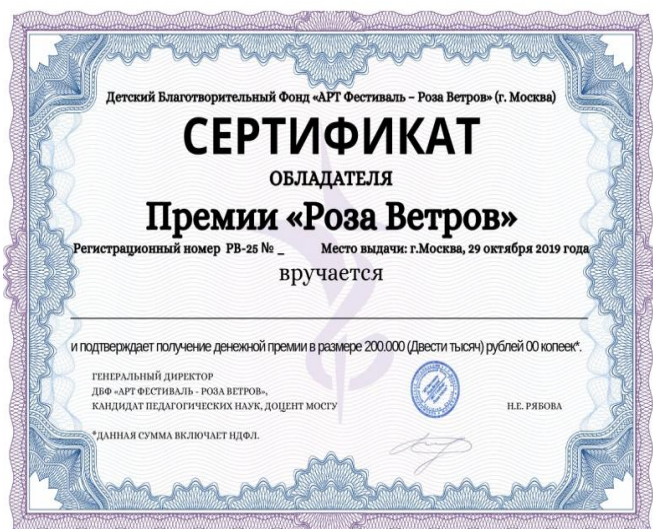 Детский Благотворительный Фонд «АРТ Фестиваль – Роза Ветров» (г. Москва)
СЕРТИФИКАТ
ОБЛАДАТЕЛЯ
Премии «Роза Ветров»
Регистрационный номер РВ-25 № _ Место выдачи: г.Москва, 29 октября 2019 года
вручается
и подтверждает получение денежной премии в размере 200.000 (Двести тысяч) рублей 00 копеек*.
ГЕНЕРАЛЬНЫЙ ДИРЕКТОР
ДБФ «АРТ ФЕСТИВАЛЬ - РОЗА ВЕТРОВ»,
КАНДИДАТ ПЕДАГОГИЧЕСКИХ НАУК, ДОЦЕНТ МОСГУ Н.Е. РЯБОВА
*ДАННАЯ СУММА ВКЛЮЧАЕТ НДФЛ.